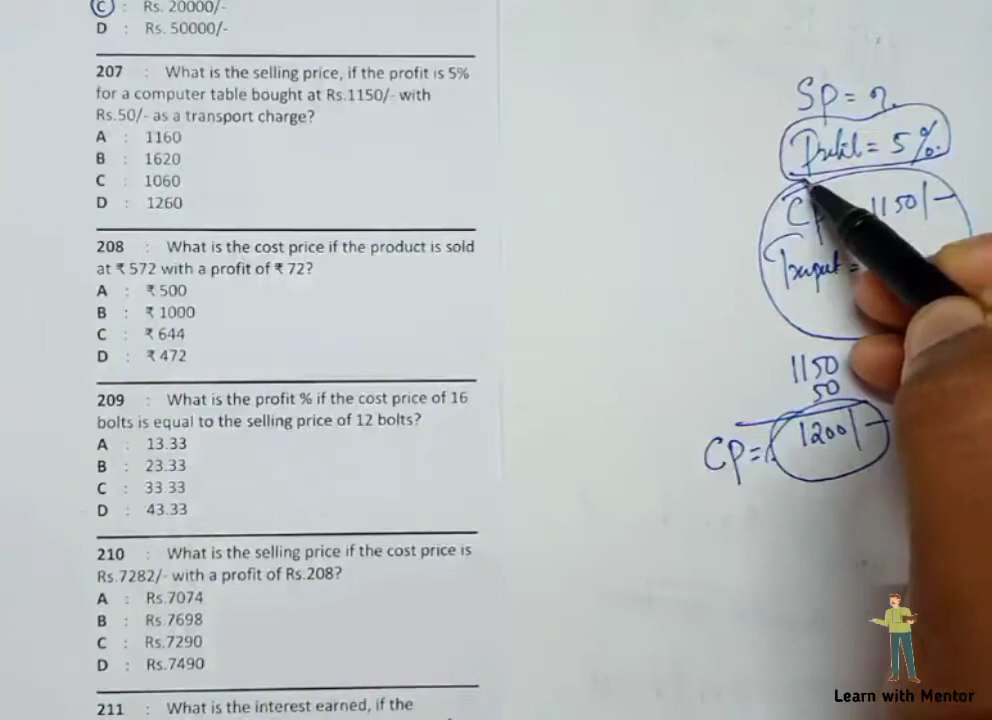 C : Rs. 20000/-
D : Rs. 50000/-
207 : What is the selling price, if the profit is 5%
for a computer table bought at Rs.1150/- with
Rs.50/- as a transport charge?
A : 1160
B : 1620
C : 1060
D : 1260
208 : What is the cost price if the product is sold
at ₹ 572 with a profit of ₹ 72?
A : ₹ 500
B : ₹ 1000
C : ₹ 644
D : ₹ 472
209 : What is the profit % if the cost price of 16
bolts is equal to the selling price of 12 bolts?
A : 13.33
B : 23.33
C : 33.33
D : 43.33
210 : What is the selling price if the cost price is
Rs.7282/- with a profit of Rs.208?
A : Rs.7074
B : Rs.7698
C : Rs.7290
D : Rs.7490
211 : What is the interest earned, if the
SP = ?
Profit = 5%.
CP 1150/-
=
1150
50
CP = 1200/-
Learn with Mentor